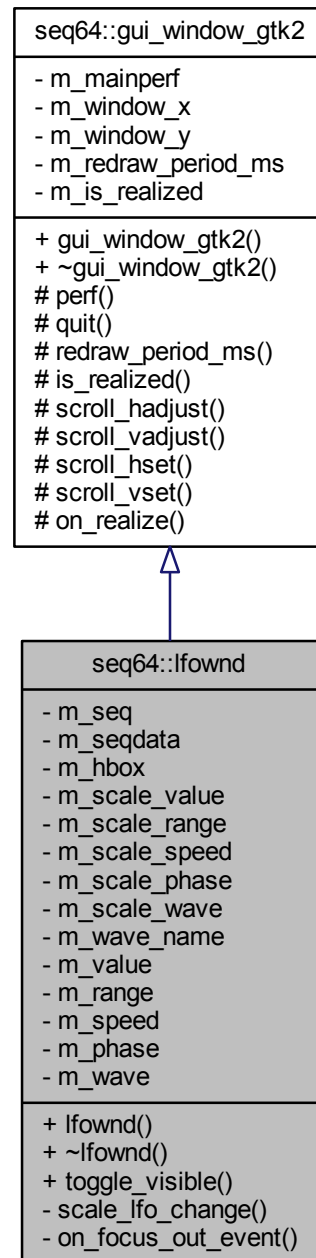 seq64::gui_window_gtk2
- m_mainperf
- m_window_x
- m_window_y
- m_redraw_period_ms
- m_is_realized
+ gui_window_gtk2()
+ ~gui_window_gtk2()
# perf()
# quit()
# redraw_period_ms()
# is_realized()
# scroll_hadjust()
# scroll_vadjust()
# scroll_hset()
# scroll_vset()
# on_realize()
seq64::lfownd
- m_seq
- m_seqdata
- m_hbox
- m_scale_value
- m_scale_range
- m_scale_speed
- m_scale_phase
- m_scale_wave
- m_wave_name
- m_value
- m_range
- m_speed
- m_phase
- m_wave
+ lfownd()
+ ~lfownd()
+ toggle_visible()
- scale_lfo_change()
- on_focus_out_event()